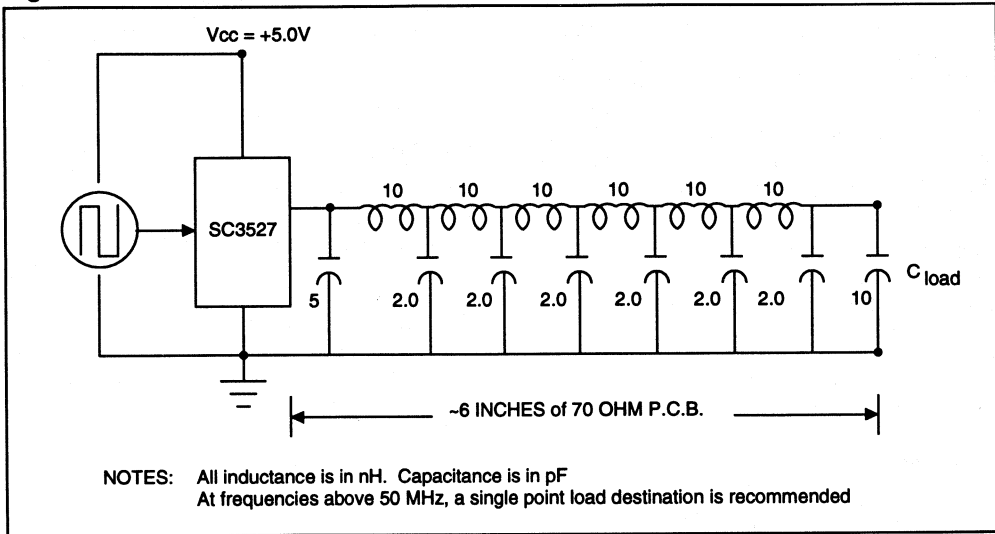 Vcc = +5.0V
SC3527
10 10 10 10 10 10
5 2.0 2.0 2.0 2.0 2.0 2.0 10
C load
~6 INCHES of 70 OHM P.C.B.
NOTES: All inductance is in nH. Capacitance is in pF
At frequencies above 50 MHz, a single point load destination is recommended